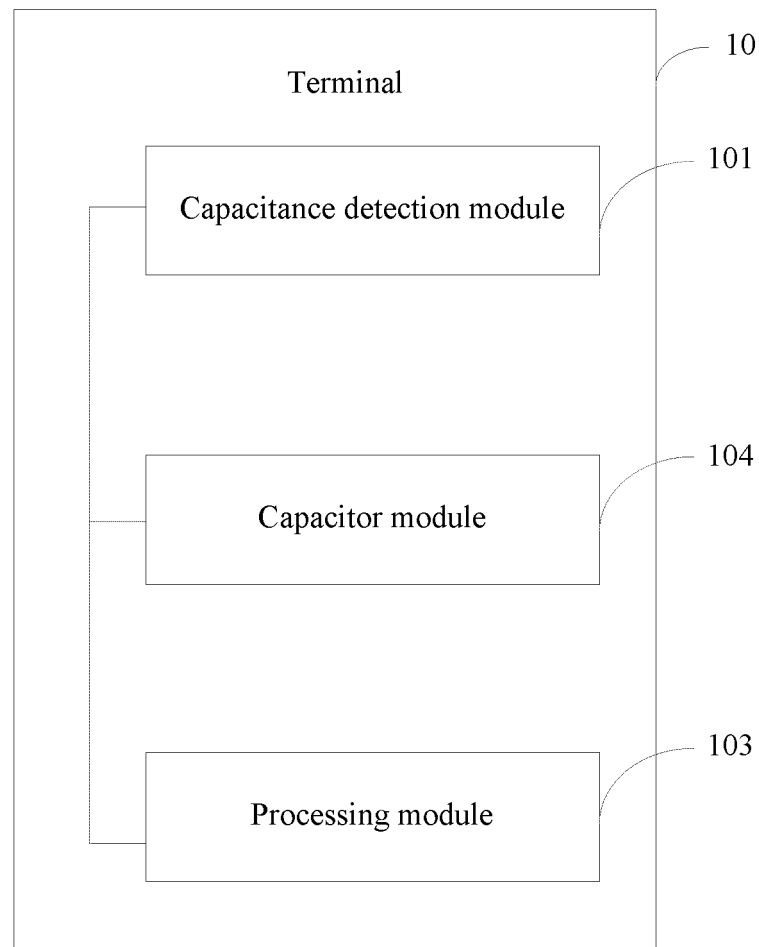 10
Terminal
101
Capacitance detection module
104
Capacitor module
103
Processing module